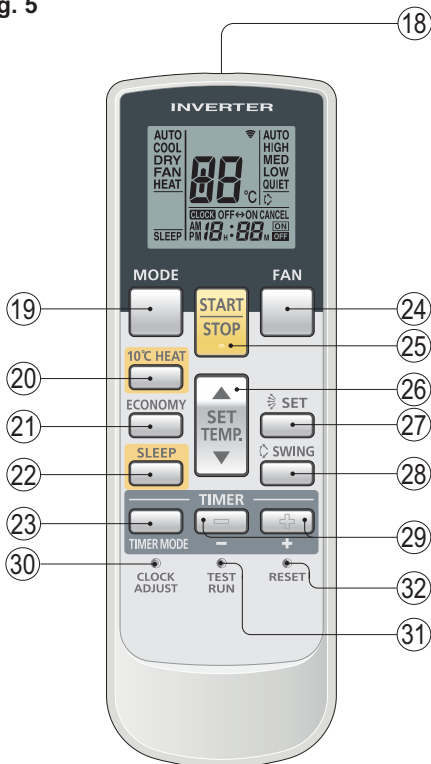 g. 5
18
INVERTER
AUTO AUTO
COOL HIGH
DRY MED
FAN LOW
HEAT QUIET
88 °C
CLOCK OFF↔ON CANCEL
AM ON
SLEEP PM 18 H : 88 M OFF
MODE FAN
19 START 24
STOP 25
10°C HEAT 26
20 SET
ECONOMY SET 27
21 TEMP.
SLEEP SWING
22 28
TIMER
23 29
TIMER MODE - +
30 32
CLOCK TEST RESET
ADJUST RUN
31